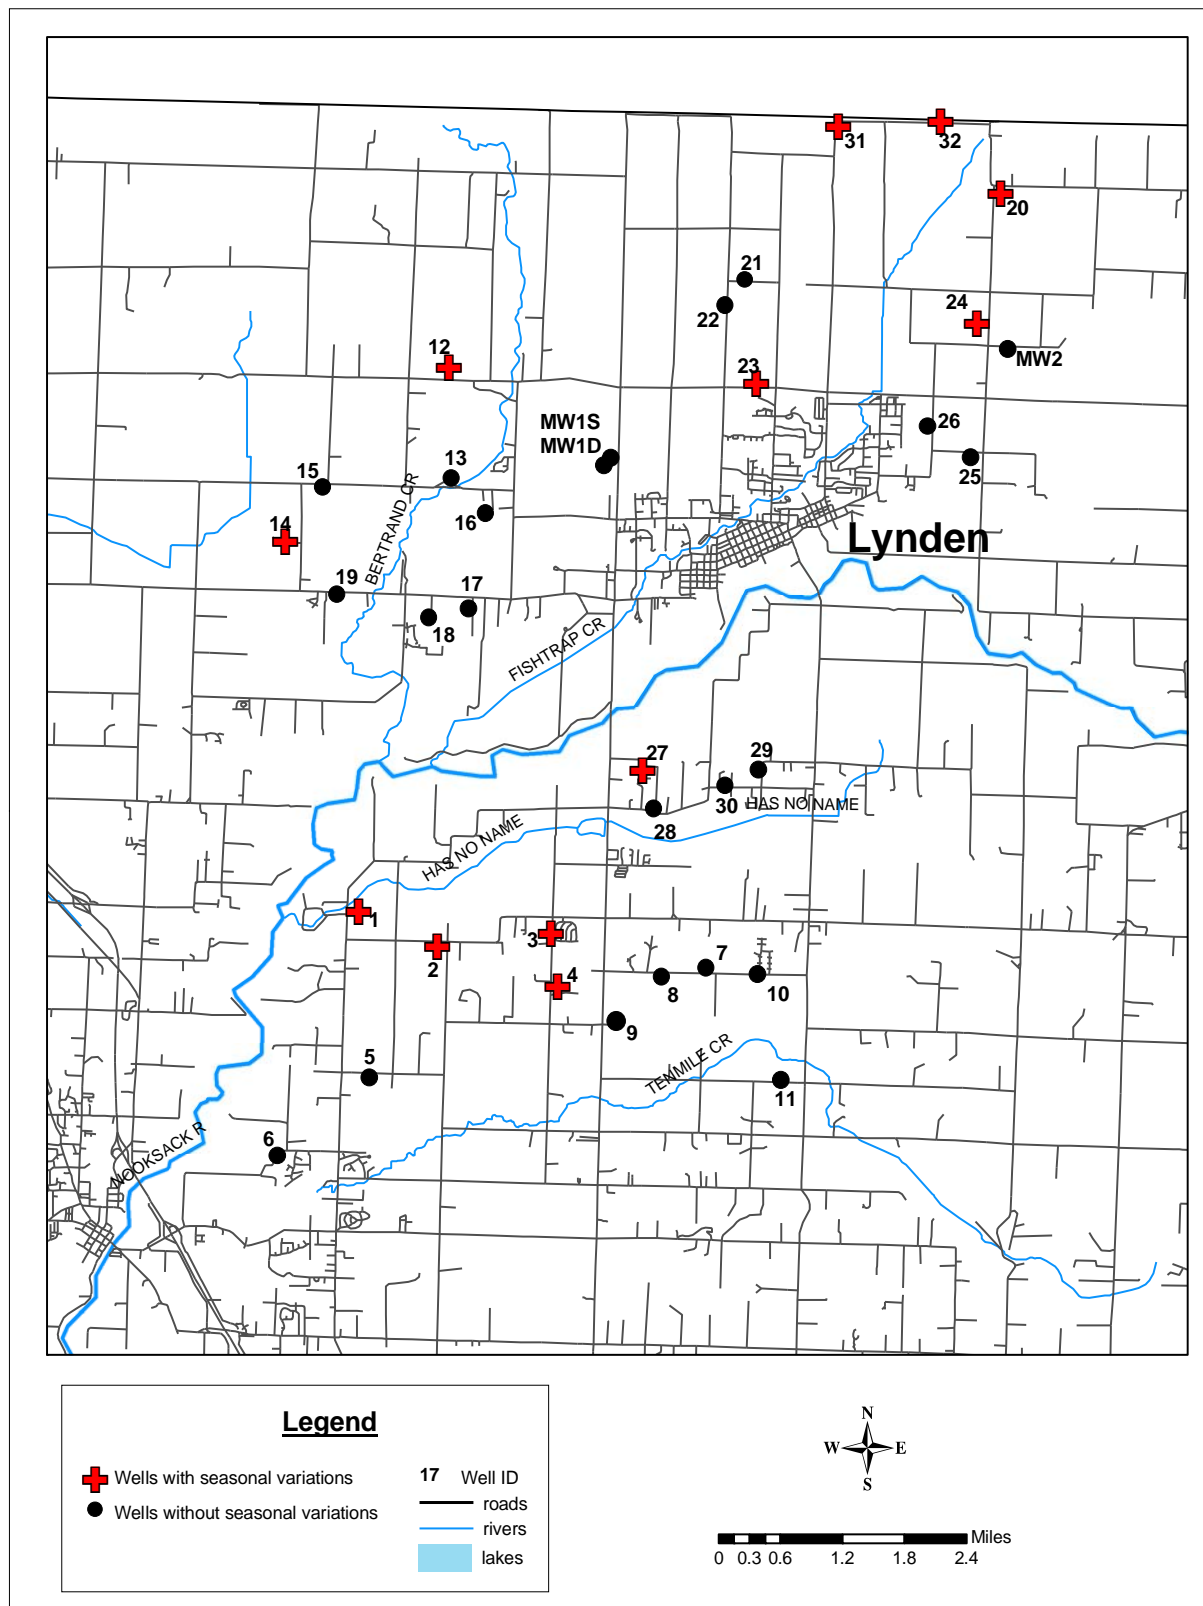 31
32
20
21
22
24
12
23
MW2
MW1S
MW1D
26
13
15
25
16
14
BERTRAND CR
Lynden
19
17
18
FISHTRAP CR
27
29
30
HAS NO NAME
28
HAS NO NAME
1
3
2
7
4
8
10
9
TENMILE CR
5
11
6
NOOKSACK R
Legend
Wells with seasonal variations
Wells without seasonal variations
17 Well ID
roads
rivers
lakes
N
W E
S
Miles
0 0.3 0.6 1.2 1.8 2.4